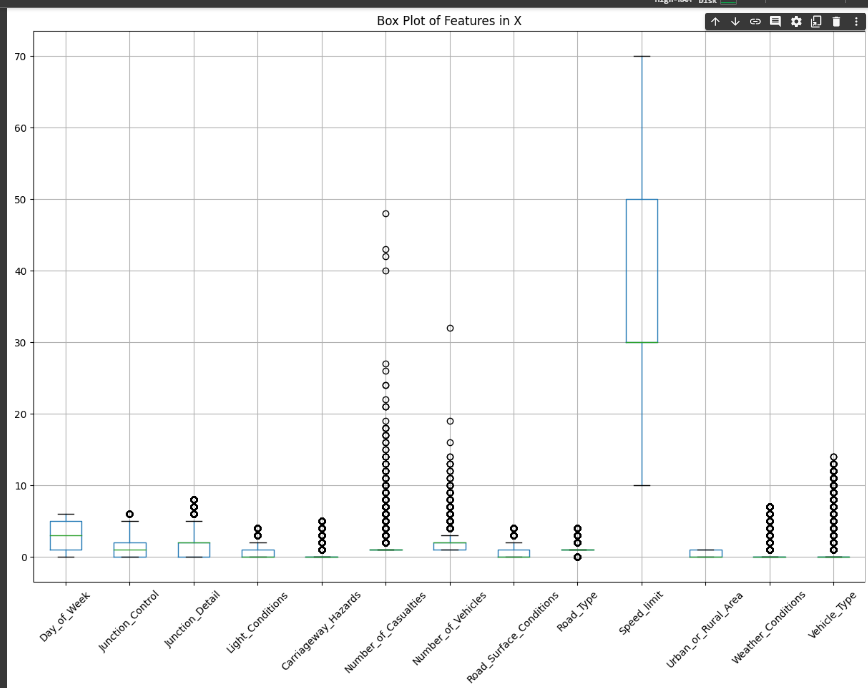 Box Plot of Features in X
70
60
50
40
30
20
10
0
Day_of_Week
Junction_Control
Junction_Detail
Light_Conditions
Carriageway_Hazards
Number_of_Casualties
Number_of_Vehicles
Road_Surface_Conditions
Road_Type
Speed_limit
Urban_or_Rural_Area
Weather_Conditions
Vehicle_Type